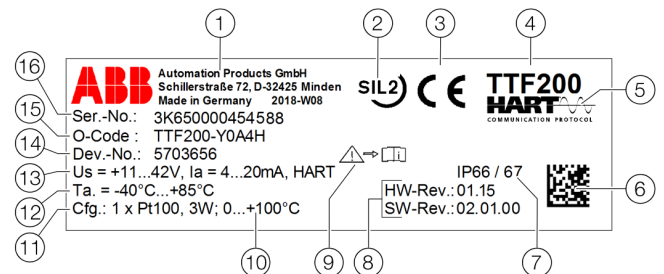 1
2
3
4
ABB
Automation Products GmbH
Schillerstraße 72, D-32425 Minden
Made in Germany 2018-W08
SIL2
CE
TTF200
HART
COMMUNICATION PROTOCOL
5
16
Ser.-No.: 3K650000454588
15
O-Code : TTF200-Y0A4H
14
Dev.-No.: 5703656
13
Us = +11...42V, Ia = 4...20mA, HART
IP66 / 67
12
Ta. = -40°C...+85°C
HW-Rev.: 01.15
6
11
Cfg.: 1 x Pt100, 3W; 0...+100°C
SW-Rev.: 02.01.00
10
9
8
7